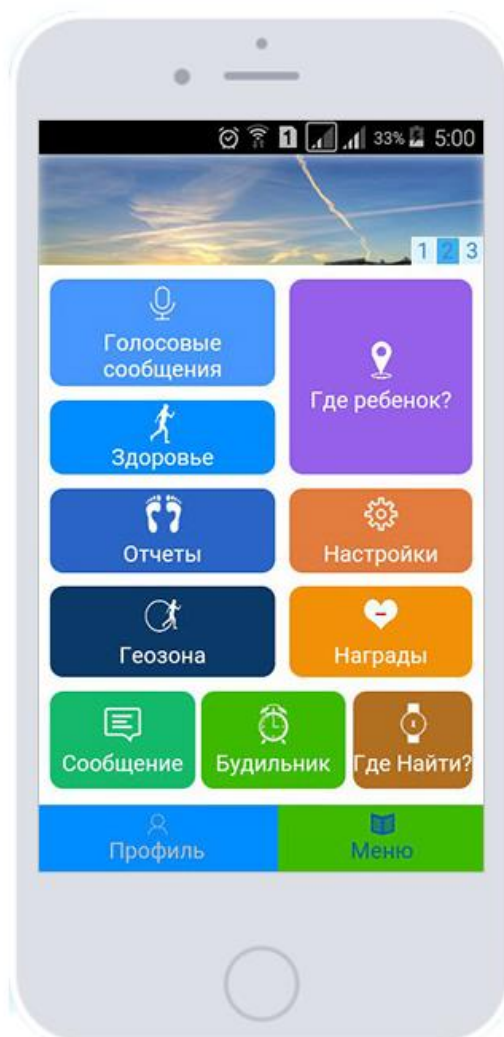 1 33% 5:00
1 2 3
Голосовые
сообщения
Где ребенок?
Здоровье
Отчеты
Настройки
Геозона
Награды
Сообщение
Будильник
Где Найти?
Профиль
Меню